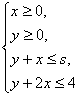 x ≥ 0,
y ≥ 0,
y + x ≤ s,
y + 2x ≤ 4